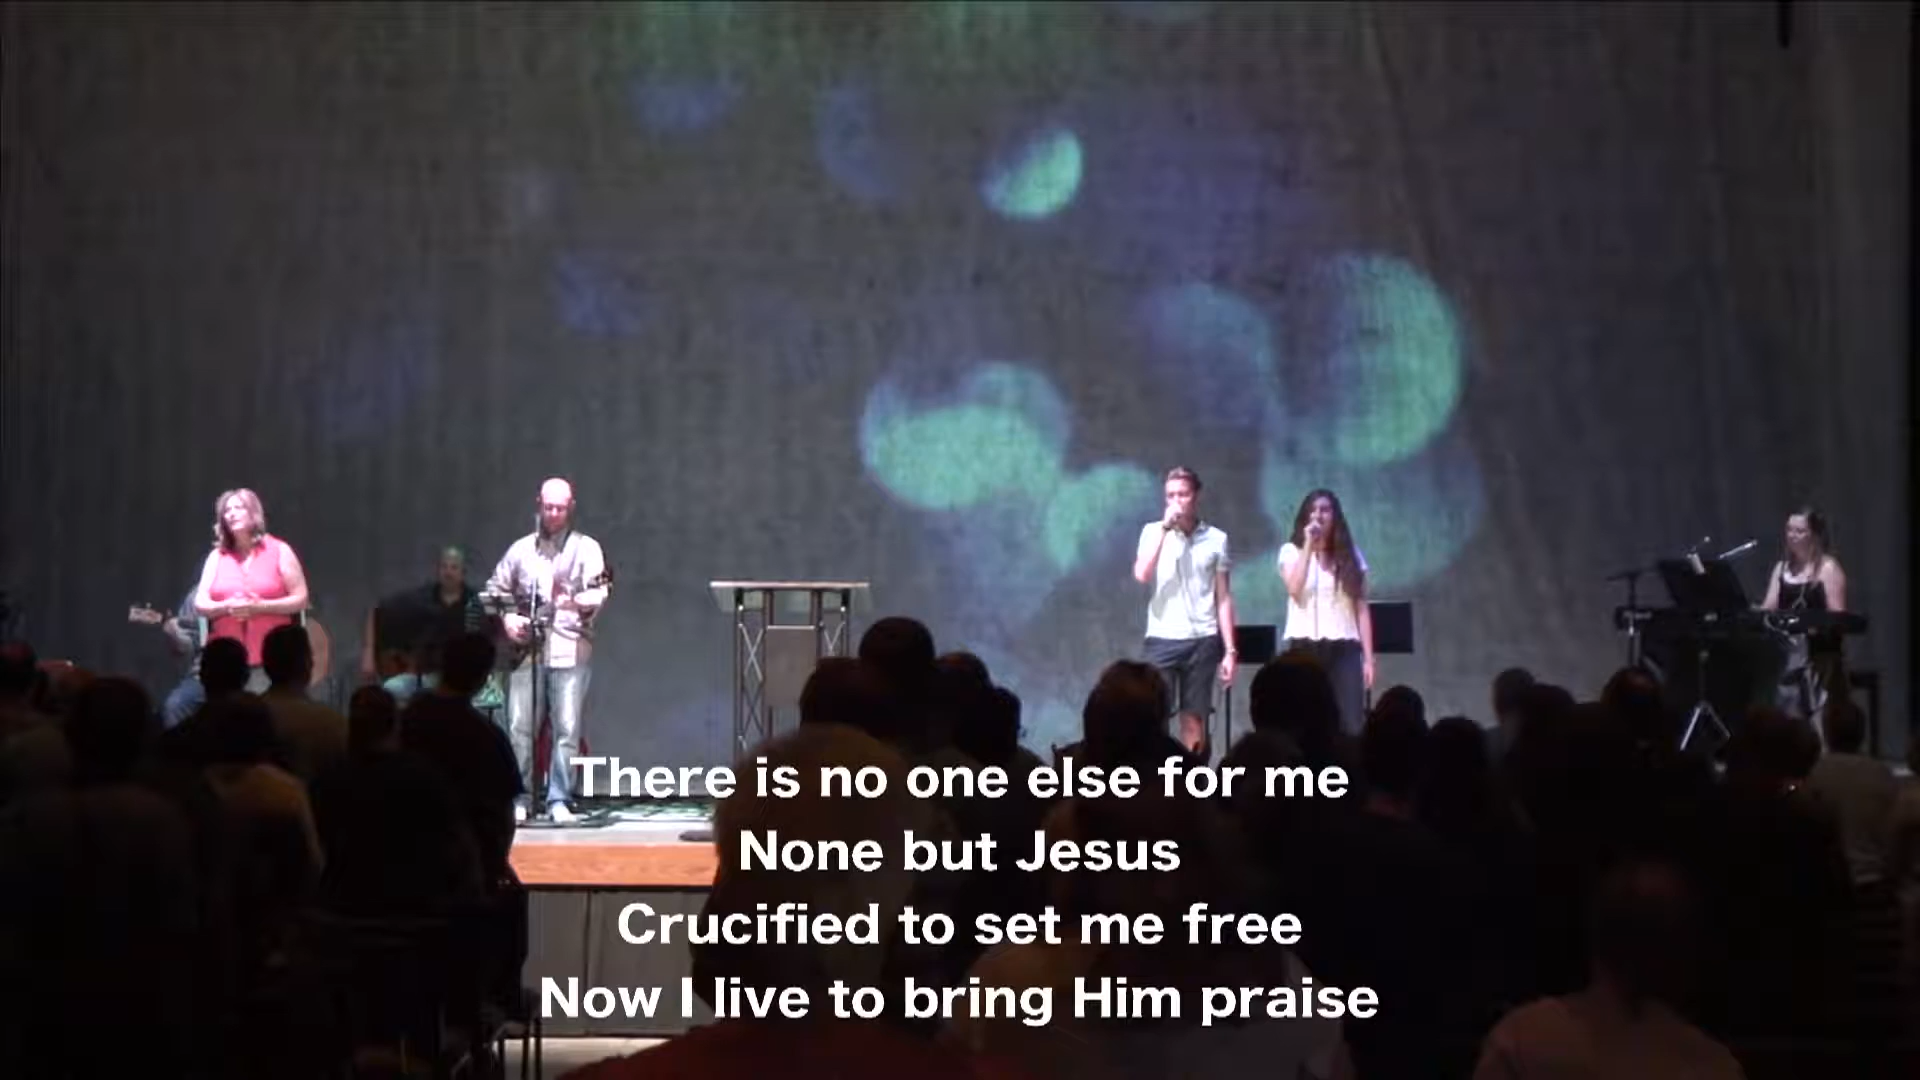 There is no one else for me
None but Jesus
Crucified to set me free
Now I live to bring Him praise